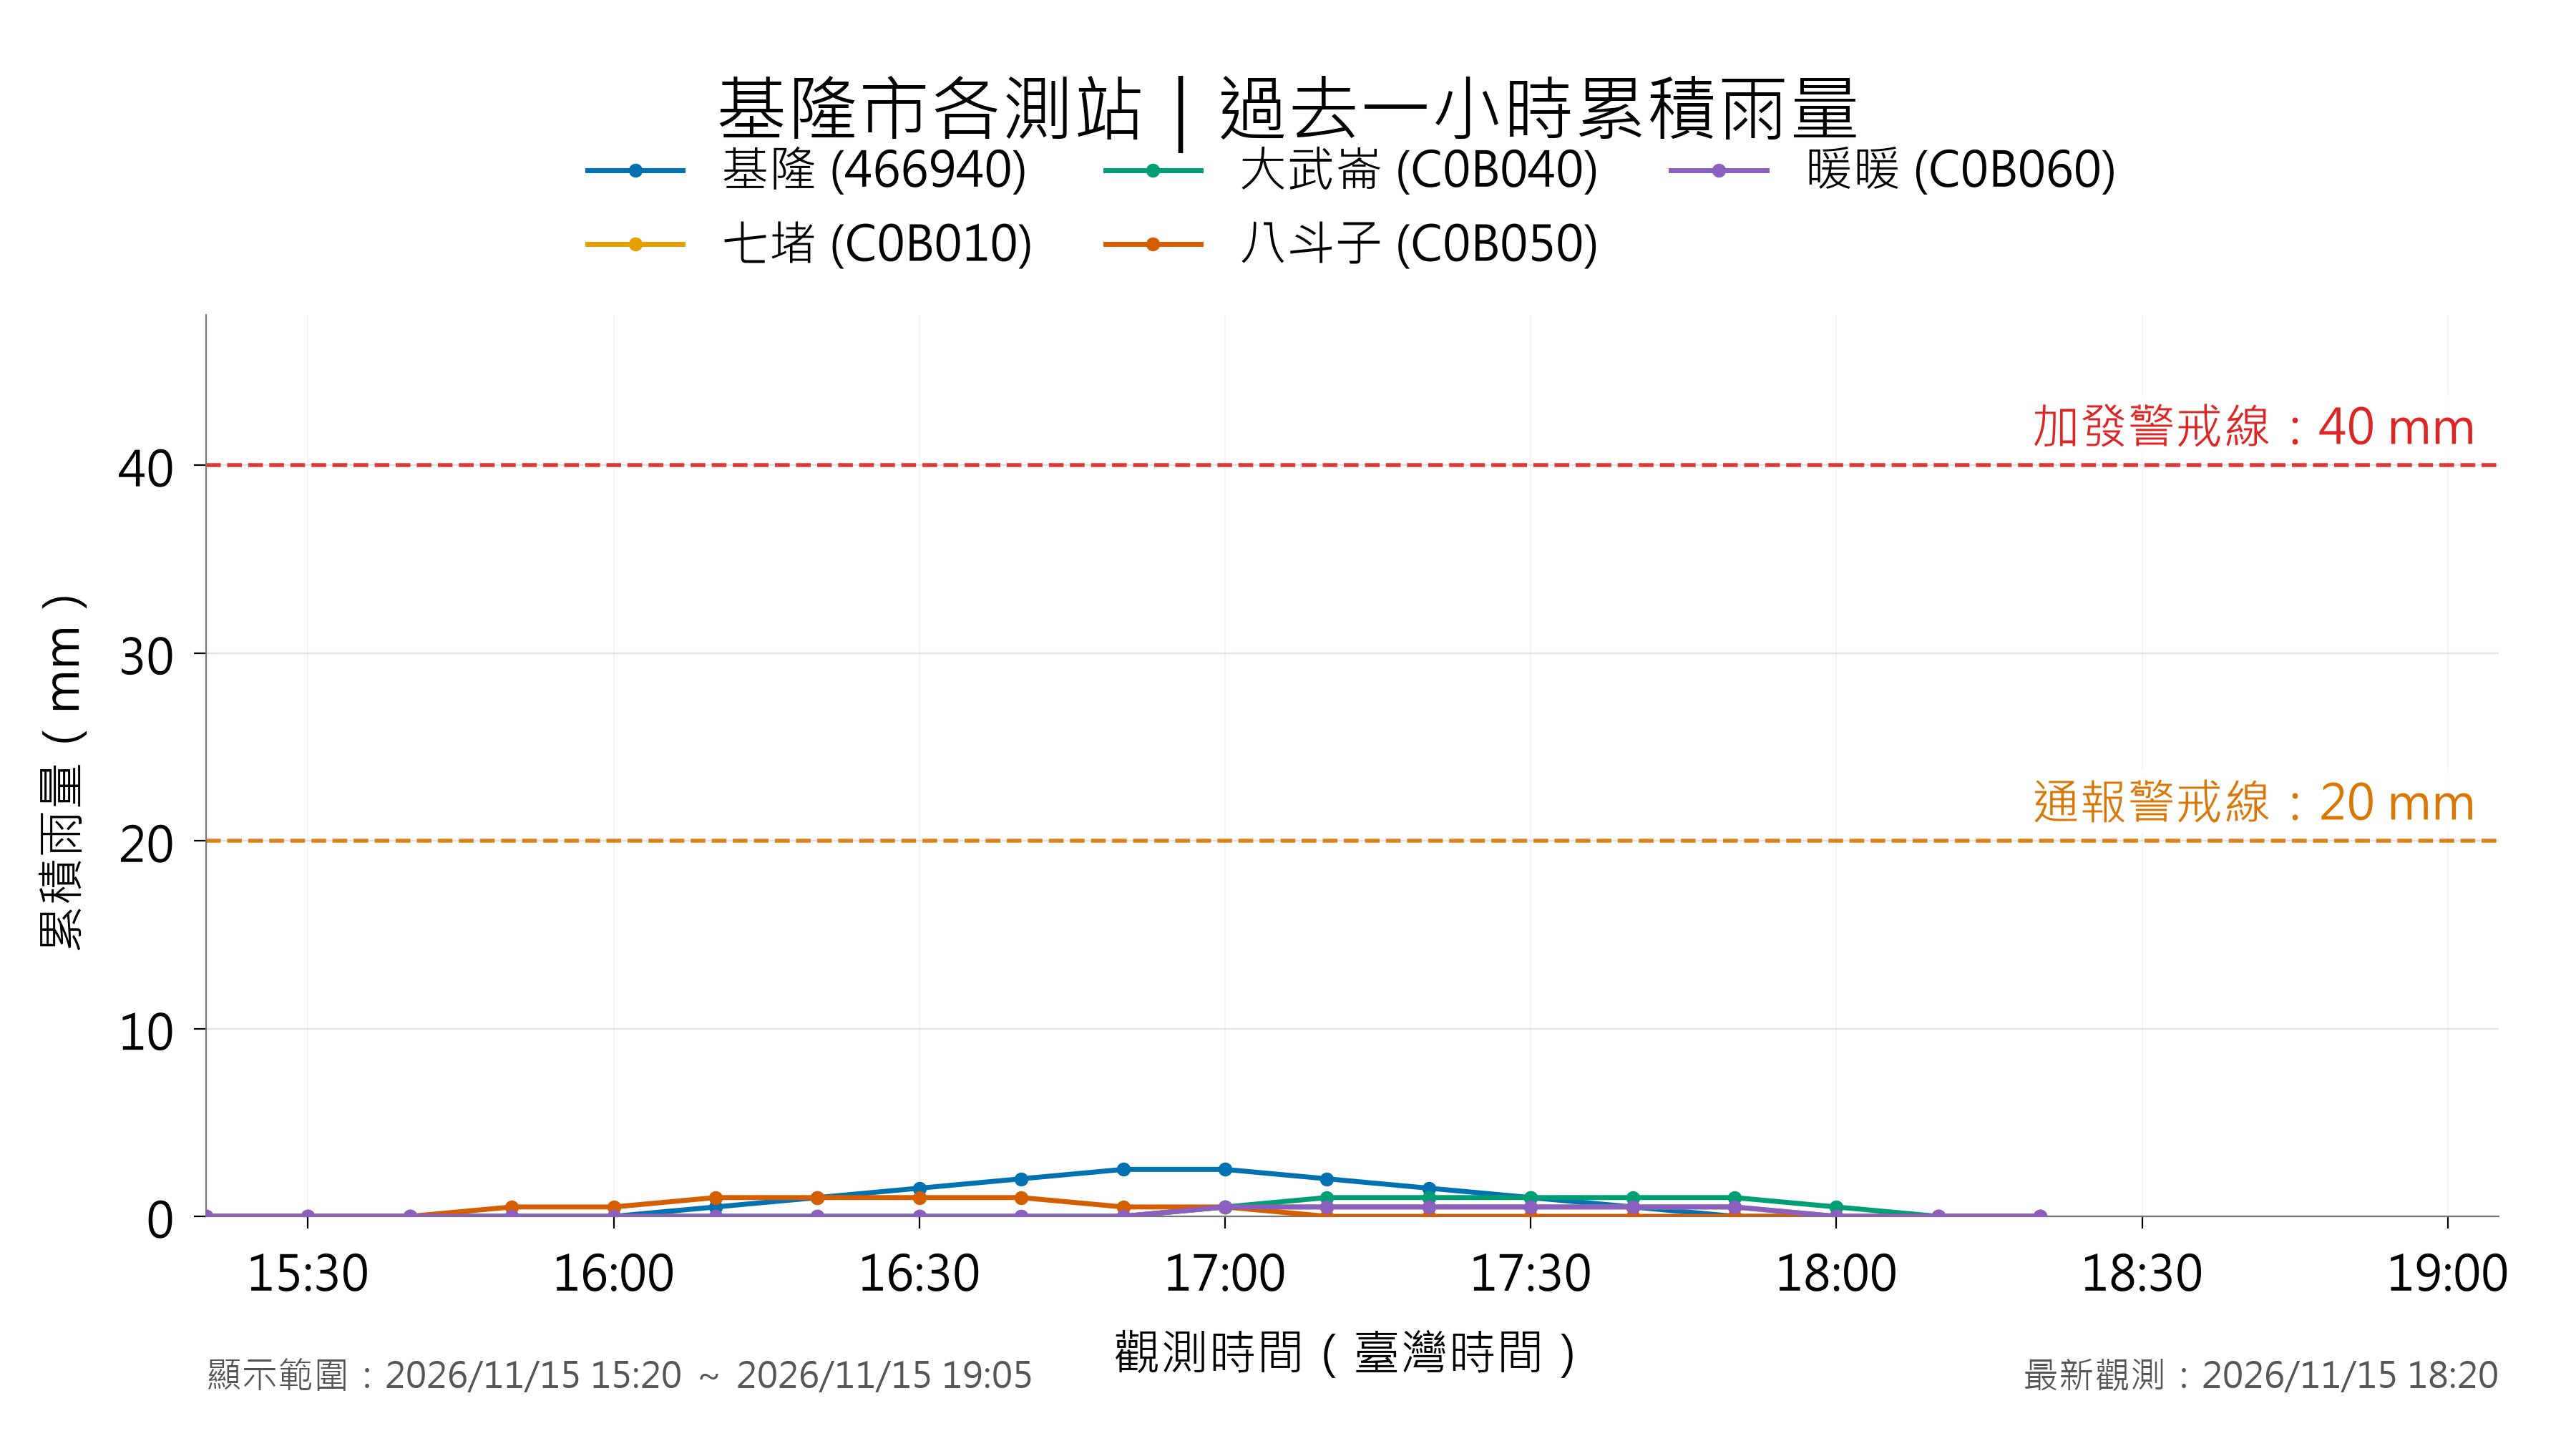 基隆市各測站｜過去一小時累積雨量
基隆 (466940)
七堵 (C0B010)
大武崙 (C0B040)
八斗子 (C0B050)
暖暖 (C0B060)
累積雨量（mm）
40
30
20
10
0
加發警戒線：40 mm
通報警戒線：20 mm
15:30 16:00 16:30 17:00 17:30 18:00 18:30 19:00
觀測時間（臺灣時間）
顯示範圍：2026/11/15 15:20 ~ 2026/11/15 19:05
最新觀測：2026/11/15 18:20